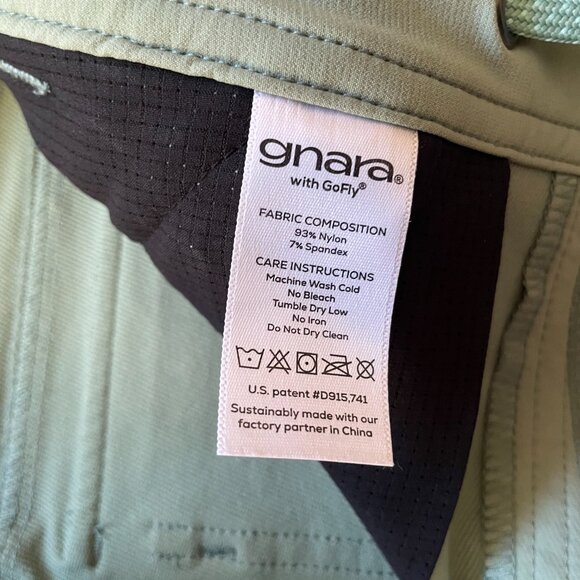 gnara®
with GoFly®
FABRIC COMPOSITION
93% Nylon
7% Spandex
CARE INSTRUCTIONS
Machine Wash Cold
No Bleach
Tumble Dry Low
No Iron
Do Not Dry Clean
U.S. patent #D915,741
Sustainably made with our
factory partner in China